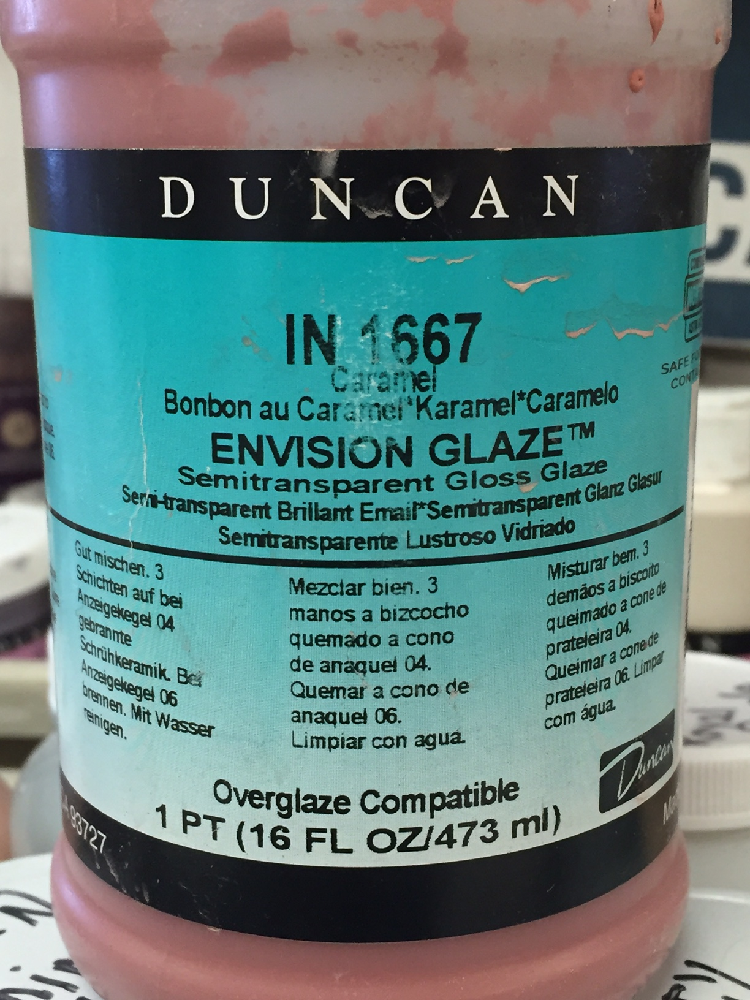 DUNCAN
IN 1667
Caramel
Bonbon au Caramel*Karamel*Caramelo
ENVISION GLAZE™
Semitransparent Gloss Glaze
Semi-transparent Brillant Email*Semitransparent Glanz Glasur
Semitransparente Lustroso Vidriado
Gut mischen. 3
Schichten auf bei
Anzeigekegel 04
gebrannte
Schrühkeramik. Bei
Anzeigekegel 06
brennen. Mit Wasser
reinigen.
Mezclar bien. 3
manos a bizcocho
quemado a cono
de anaquel 04.
Quemar a cono de
anaquel 06.
Limpiar con agua.
Misturar bem. 3
demãos a biscoito
queimado a cone de
prateleira 04.
Queimar a cone de
prateleira 06. Limpar
com água.
Duncan
Overglaze Compatible
1 PT (16 FL OZ/473 ml)
93727
SAFE